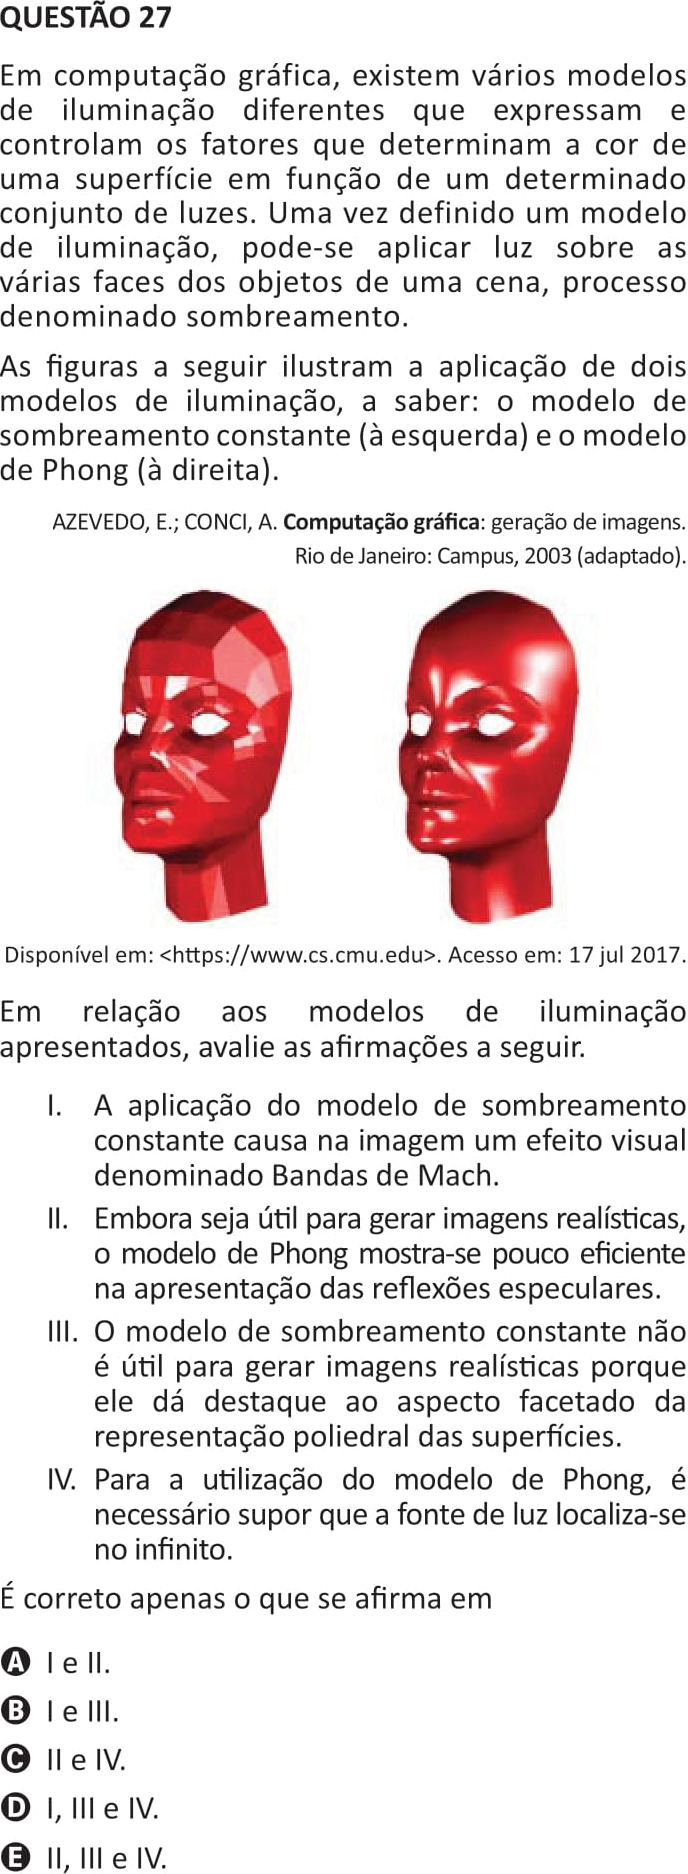 QUESTÃO 27
Em computação gráfica, existem vários modelos
de iluminação diferentes que expressam e
controlam os fatores que determinam a cor de
uma superfície em função de um determinado
conjunto de luzes. Uma vez definido um modelo
de iluminação, pode-se aplicar luz sobre as
várias faces dos objetos de uma cena, processo
denominado sombreamento.
As figuras a seguir ilustram a aplicação de dois
modelos de iluminação, a saber: o modelo de
sombreamento constante (à esquerda) e o modelo
de Phong (à direita).
AZEVEDO, E.; CONCI, A. Computação gráfica: geração de imagens.
Rio de Janeiro: Campus, 2003 (adaptado).
Disponível em: <https://www.cs.cmu.edu>. Acesso em: 17 jul 2017.
Em relação aos modelos de iluminação
apresentados, avalie as afirmações a seguir.
I. A aplicação do modelo de sombreamento
constante causa na imagem um efeito visual
denominado Bandas de Mach.
II. Embora seja útil para gerar imagens realísticas,
o modelo de Phong mostra-se pouco eficiente
na apresentação das reflexões especulares.
III. O modelo de sombreamento constante não
é útil para gerar imagens realísticas porque
ele dá destaque ao aspecto facetado da
representação poliedral das superfícies.
IV. Para a utilização do modelo de Phong, é
necessário supor que a fonte de luz localiza-se
no infinito.
É correto apenas o que se afirma em
A I e II.
B I e III.
C II e IV.
D I, III e IV.
E II, III e IV.